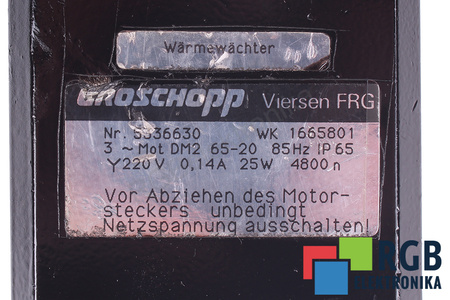 Wärmewächter
GROSCHOPP Viersen FRG
Nr. 5536630 WK 1665801
3 ~ Mot DM2 65-20 85Hz IP65
Y220V 0,14A 25W 4800n
Vor Abziehen des Motor-
steckers unbedingt
Netzspannung ausschalten!
RGB
ELEKTRONIKA